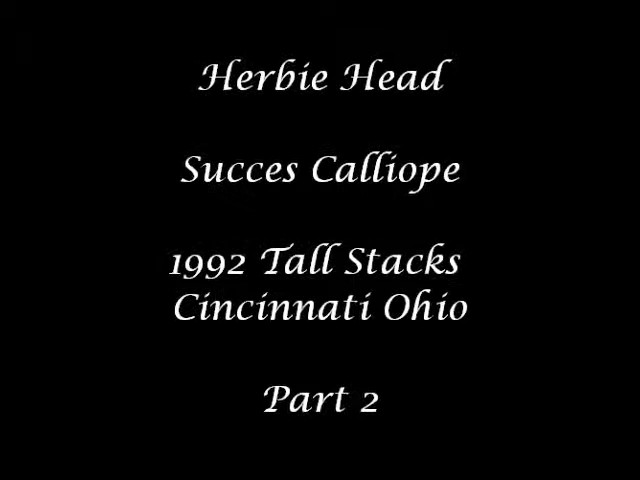 Herbie Head
Succes Calliope
1992 Tall Stacks
Cincinnati Ohio
Part 2